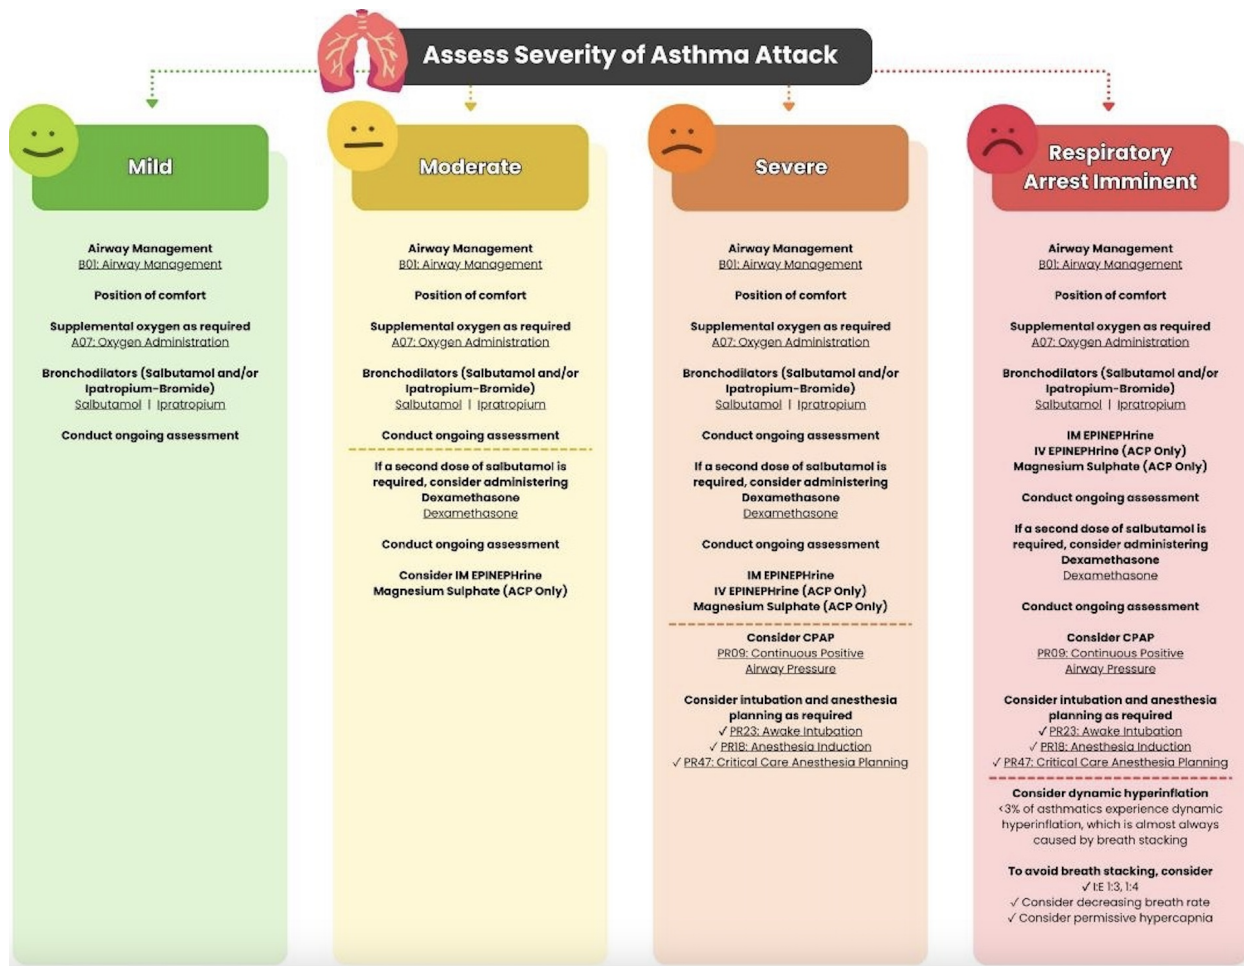 Assess Severity of Asthma Attack
Mild
Airway Management
B01: Airway Management
Position of comfort
Supplemental oxygen as required
A07: Oxygen Administration
Bronchodilators (Salbutamol and/or
Ipatropium-Bromide)
Salbutamol | Ipratropium
Conduct ongoing assessment
Moderate
Airway Management
B01: Airway Management
Position of comfort
Supplemental oxygen as required
A07: Oxygen Administration
Bronchodilators (Salbutamol and/or
Ipatropium-Bromide)
Salbutamol | Ipratropium
Conduct ongoing assessment
If a second dose of salbutamol is
required, consider administering
Dexamethasone
Dexamethasone
Conduct ongoing assessment
Consider IM EPINEPHrine
Magnesium Sulphate (ACP Only)
Severe
Airway Management
B01: Airway Management
Position of comfort
Supplemental oxygen as required
A07: Oxygen Administration
Bronchodilators (Salbutamol and/or
Ipatropium-Bromide)
Salbutamol | Ipratropium
Conduct ongoing assessment
If a second dose of salbutamol is
required, consider administering
Dexamethasone
Dexamethasone
Conduct ongoing assessment
IM EPINEPHrine
IV EPINEPHrine (ACP Only)
Magnesium Sulphate (ACP Only)
Consider CPAP
PR09: Continuous Positive
Airway Pressure
Consider intubation and anesthesia
planning as required
✓ PR23: Awake Intubation
✓ PR18: Anesthesia Induction
✓ PR47: Critical Care Anesthesia Planning
Respiratory
Arrest Imminent
Airway Management
B01: Airway Management
Position of comfort
Supplemental oxygen as required
A07: Oxygen Administration
Bronchodilators (Salbutamol and/or
Ipatropium-Bromide)
Salbutamol | Ipratropium
IM EPINEPHrine
IV EPINEPHrine (ACP Only)
Magnesium Sulphate (ACP Only)
Conduct ongoing assessment
If a second dose of salbutamol is
required, consider administering
Dexamethasone
Dexamethasone
Conduct ongoing assessment
Consider CPAP
PR09: Continuous Positive
Airway Pressure
Consider intubation and anesthesia
planning as required
✓ PR23: Awake Intubation
✓ PR18: Anesthesia Induction
✓ PR47: Critical Care Anesthesia Planning
Consider dynamic hyperinflation
<3% of asthmatics experience dynamic
hyperinflation, which is almost always
caused by breath stacking
To avoid breath stacking, consider
✓ I:E 1:3, 1:4
✓ Consider decreasing breath rate
✓ Consider permissive hypercapnia